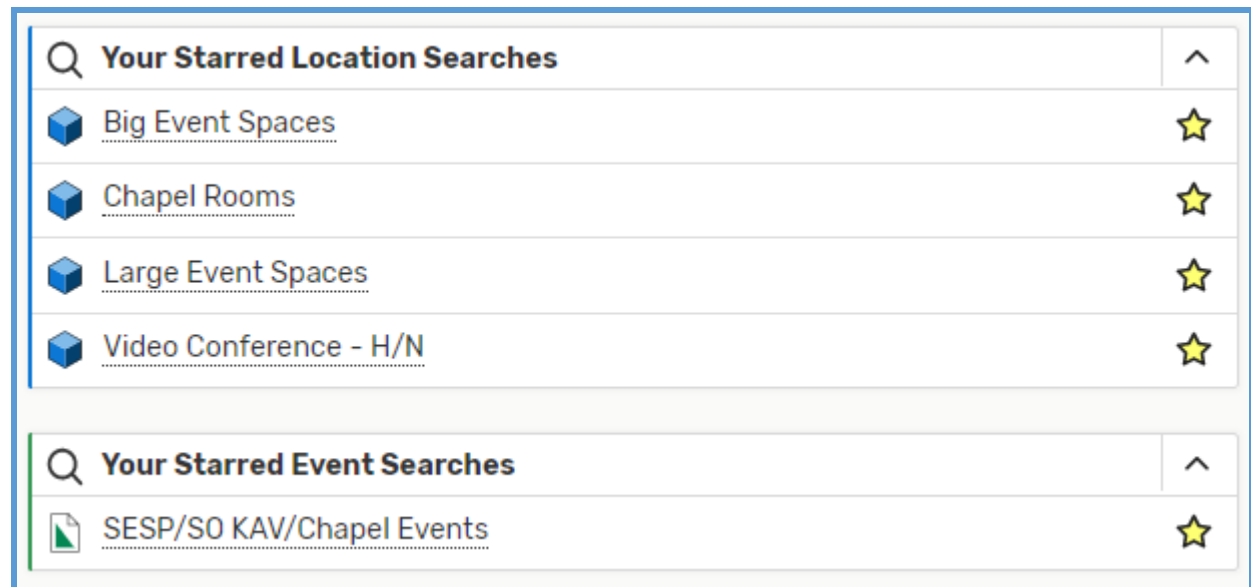 Your Starred Location Searches
Big Event Spaces
Chapel Rooms
Large Event Spaces
Video Conference - H/N
Your Starred Event Searches
SESP/SO KAV/Chapel Events